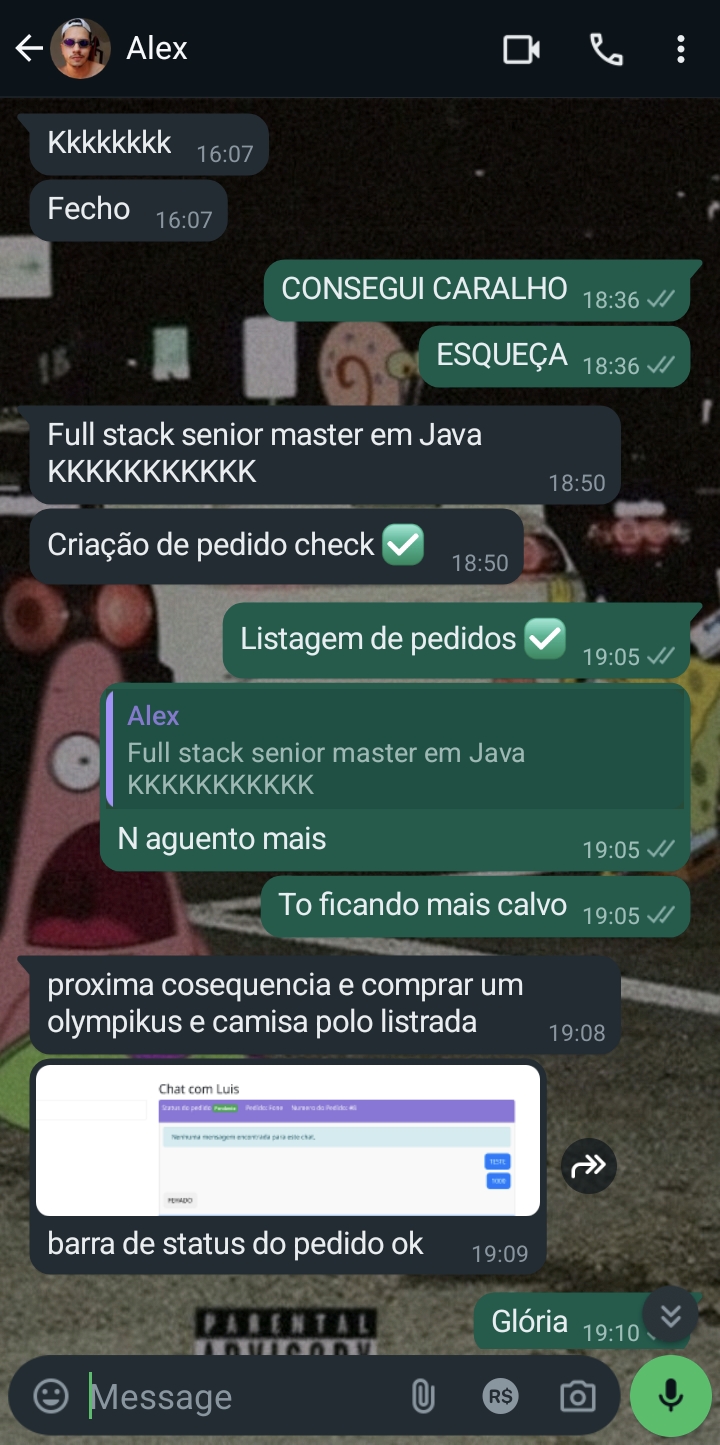 Alex
Kkkkkkkk 16:07
Fecho 16:07
CONSEGUI CARALHO 18:36
ESQUEÇA 18:36
Full stack senior master em Java
KKKKKKKKKKK 18:50
Criação de pedido check ✅ 18:50
Listagem de pedidos ✅ 19:05
Alex
Full stack senior master em Java
KKKKKKKKKKK
N aguento mais 19:05
To ficando mais calvo 19:05
proxima cosequencia e comprar um
olympikus e camisa polo listrada 19:08
Chat com Luis
Status do pedido Pendente Pedido: Fone Numero do Pedido: #6
Nenhuma mensagem encontrada para este chat.
TESTE
FEHADO
barra de status do pedido ok 19:09
Glória 19:10
PARENTAL
ADVISORY
Message
R$